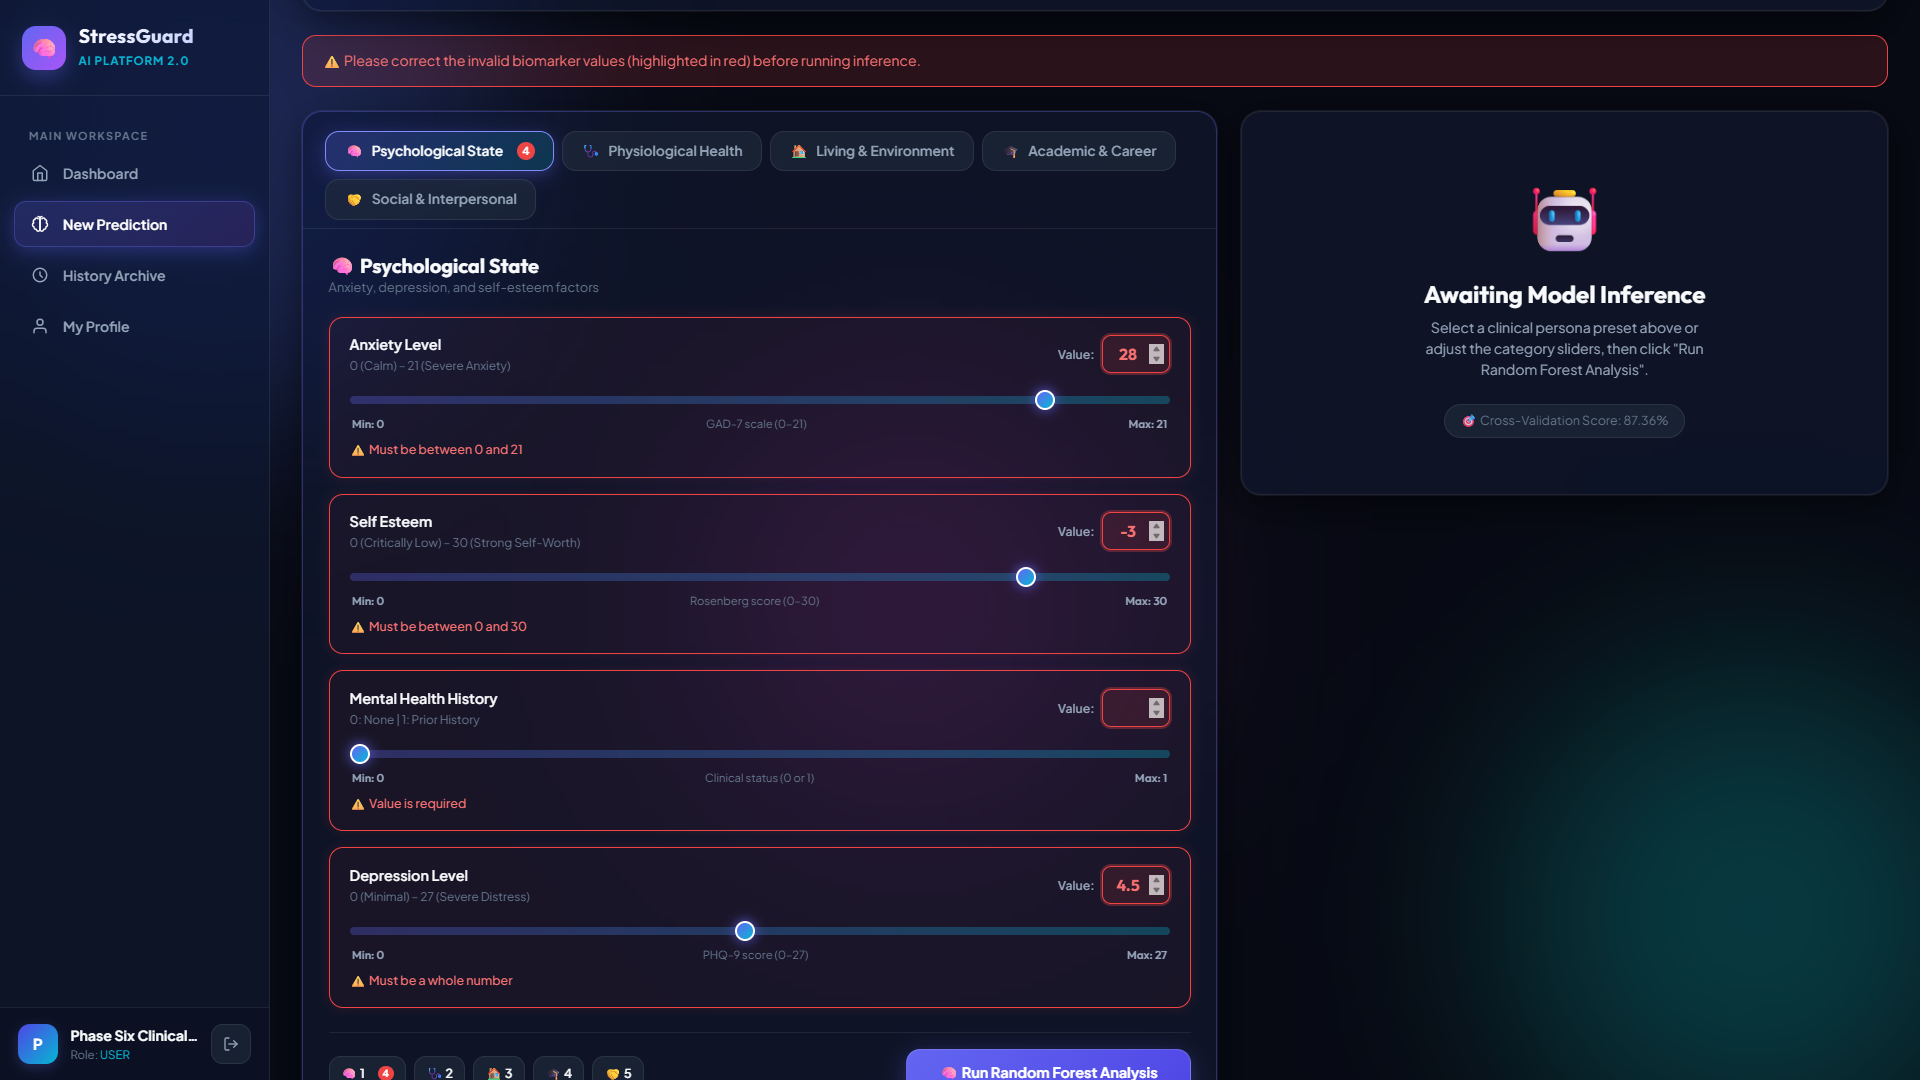 StressGuard
AI PLATFORM 2.0
MAIN WORKSPACE
Dashboard
New Prediction
History Archive
My Profile
P
Phase Six Clinical...
Role: USER
⚠️ Please correct the invalid biomarker values (highlighted in red) before running inference.
Psychological State 4
Physiological Health
Living & Environment
Academic & Career
Social & Interpersonal
Psychological State
Anxiety, depression, and self-esteem factors
Anxiety Level
0 (Calm) – 21 (Severe Anxiety)
Value: 28
Min: 0
GAD-7 scale (0–21)
Max: 21
⚠️ Must be between 0 and 21
Self Esteem
0 (Critically Low) – 30 (Strong Self-Worth)
Value: -3
Min: 0
Rosenberg score (0–30)
Max: 30
⚠️ Must be between 0 and 30
Mental Health History
0: None | 1: Prior History
Value:
Min: 0
Clinical status (0 or 1)
Max: 1
⚠️ Value is required
Depression Level
0 (Minimal) – 27 (Severe Distress)
Value: 4.5
Min: 0
PHQ-9 score (0–27)
Max: 27
⚠️ Must be a whole number
1 4
2
3
4
5
Run Random Forest Analysis
Awaiting Model Inference
Select a clinical persona preset above or
adjust the category sliders, then click "Run
Random Forest Analysis".
Cross-Validation Score: 87.36%